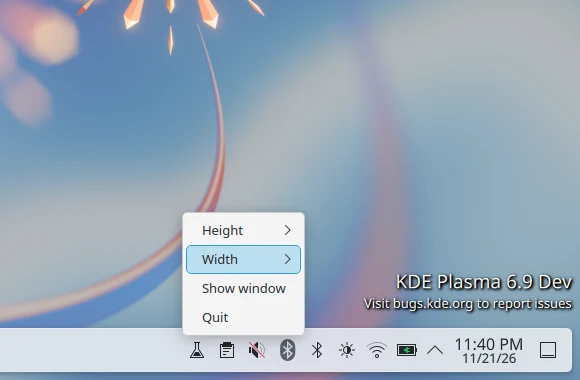 Height
Width
Show window
Quit
KDE Plasma 6.9 Dev
Visit bugs.kde.org to report issues
11:40 PM
11/21/26